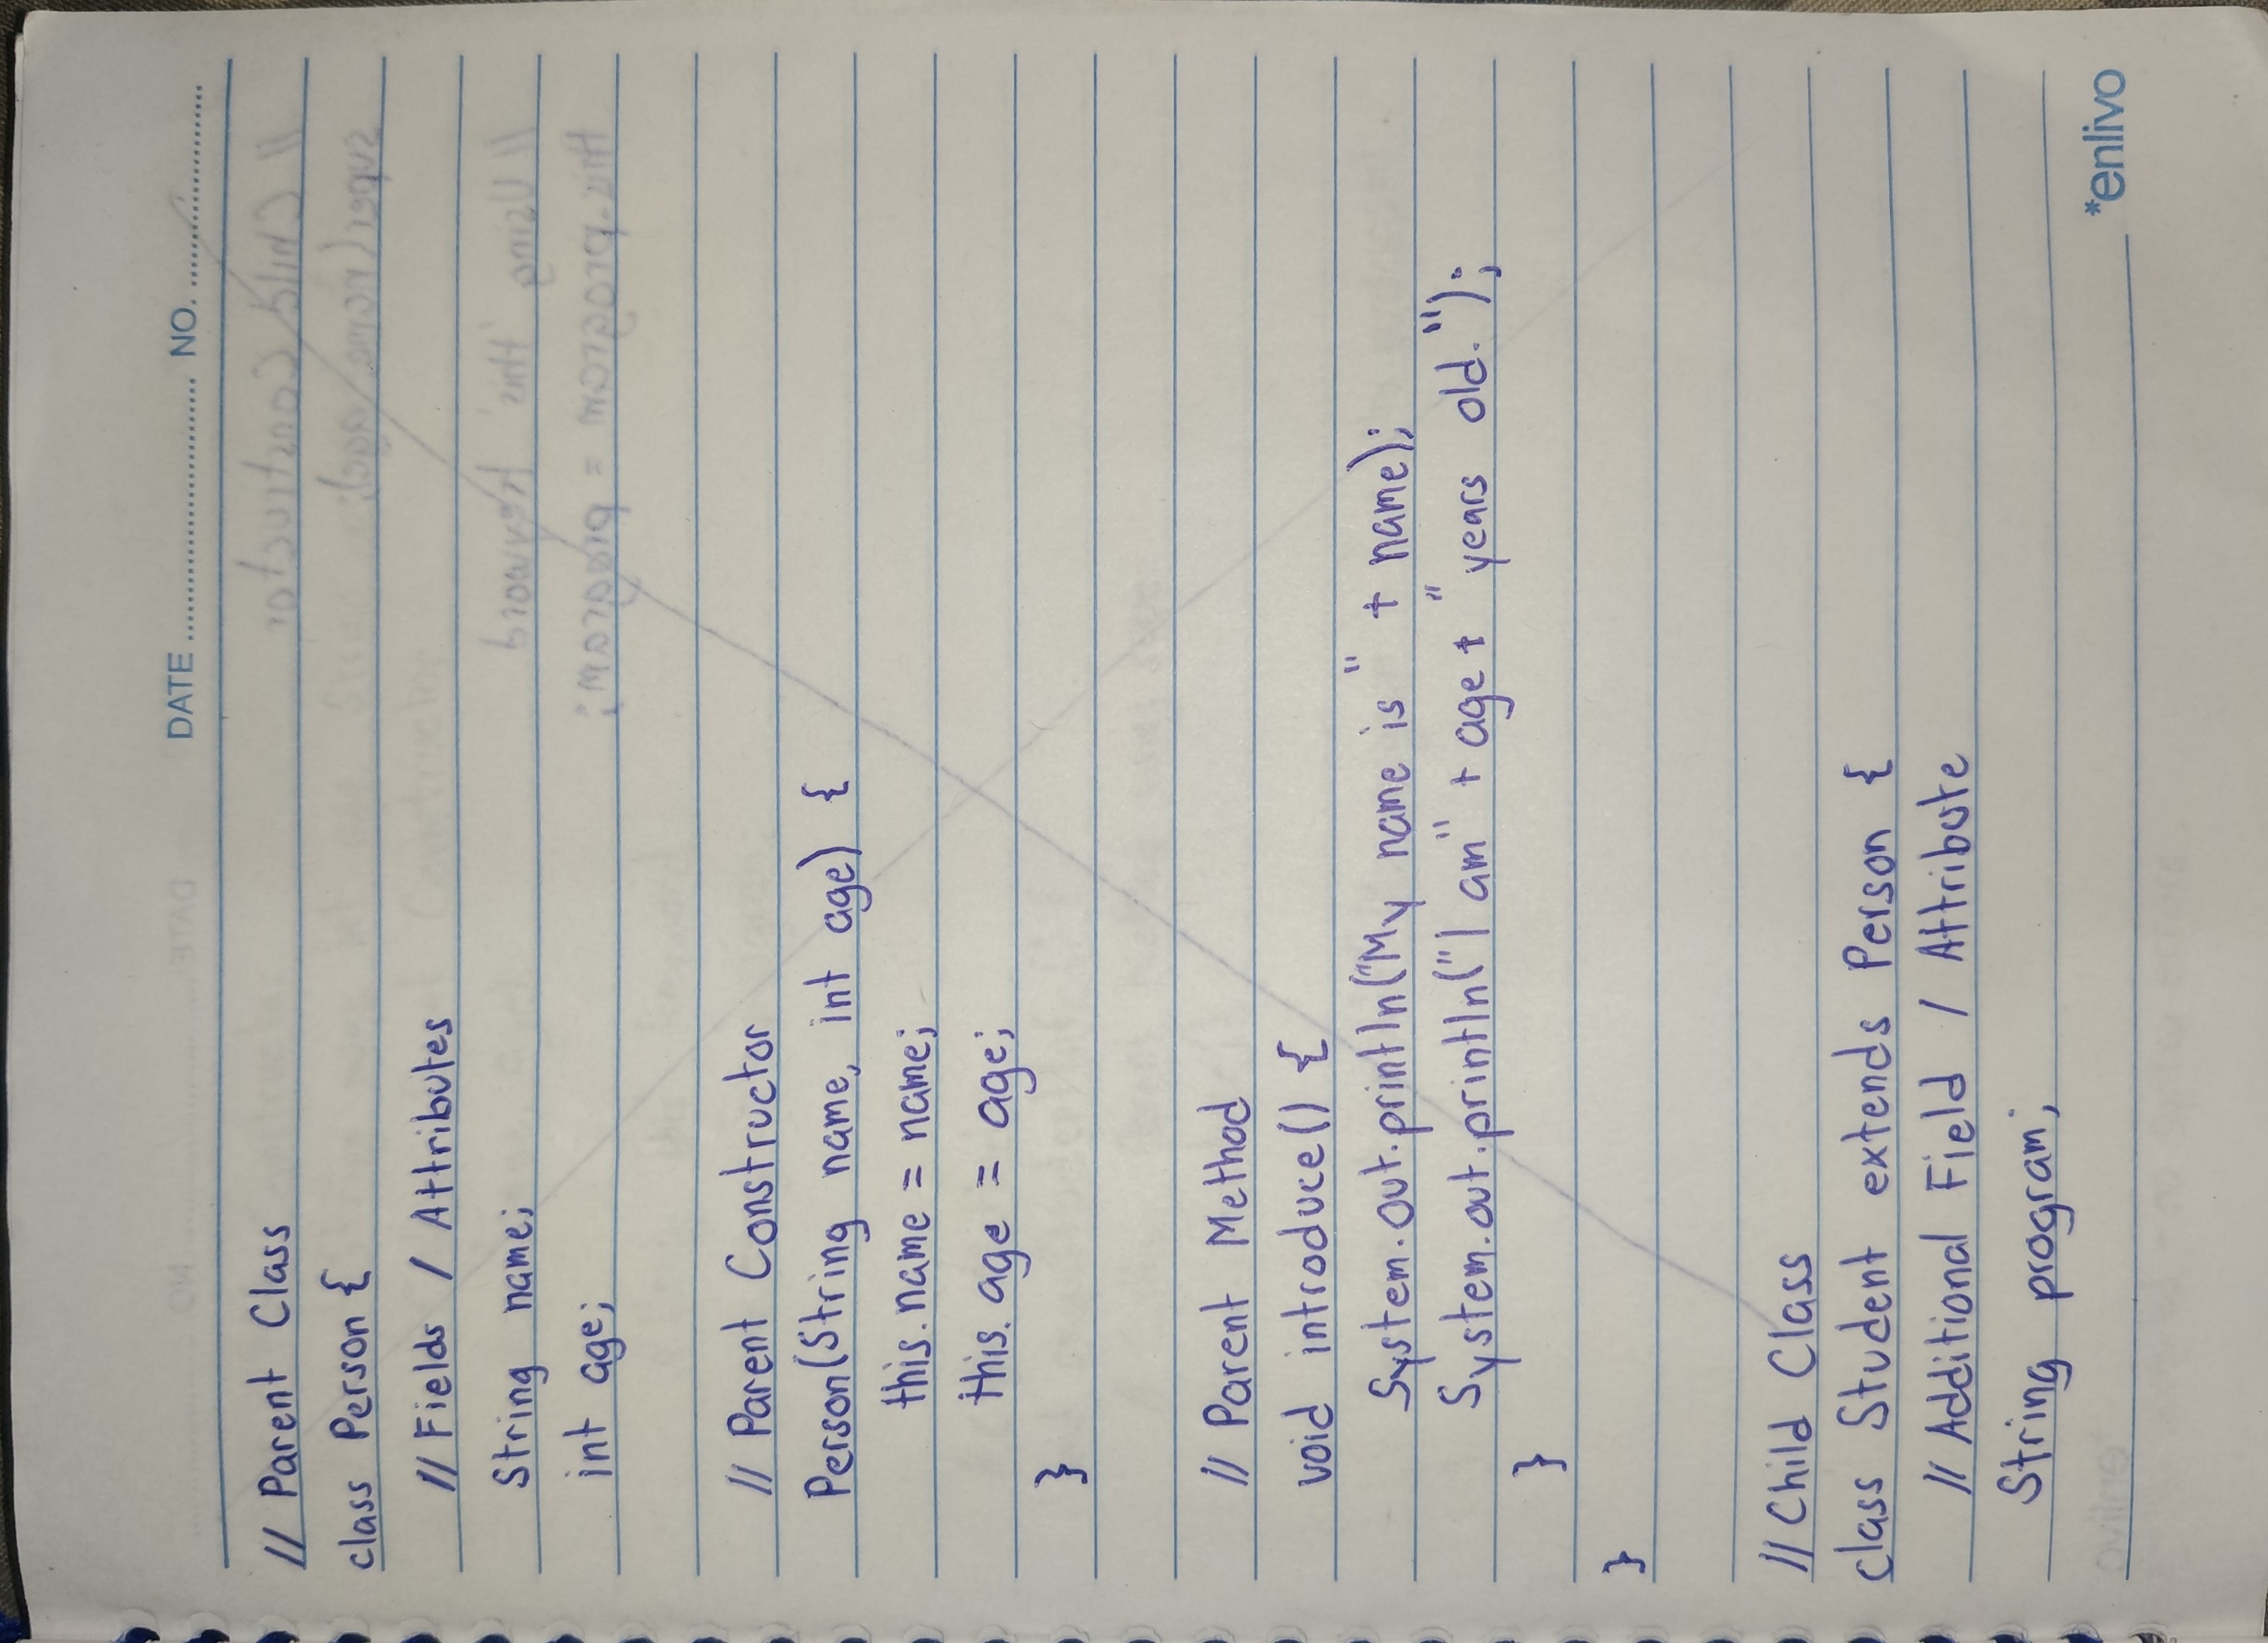 DATE ........................ NO. ........................
// Parent Class
class Person {
// Fields / Attributes
String name;
int age;
// Parent Constructor
Person(String name, int age) {
this.name = name;
this.age = age;
}
// Parent Method
void introduce() {
System.out.println("My name is " + name);
System.out.println("I am" + age + " years old.");
}
}
// Child Class
class Student extends Person {
// Additional Field / Attribute
String program;
*enlivo